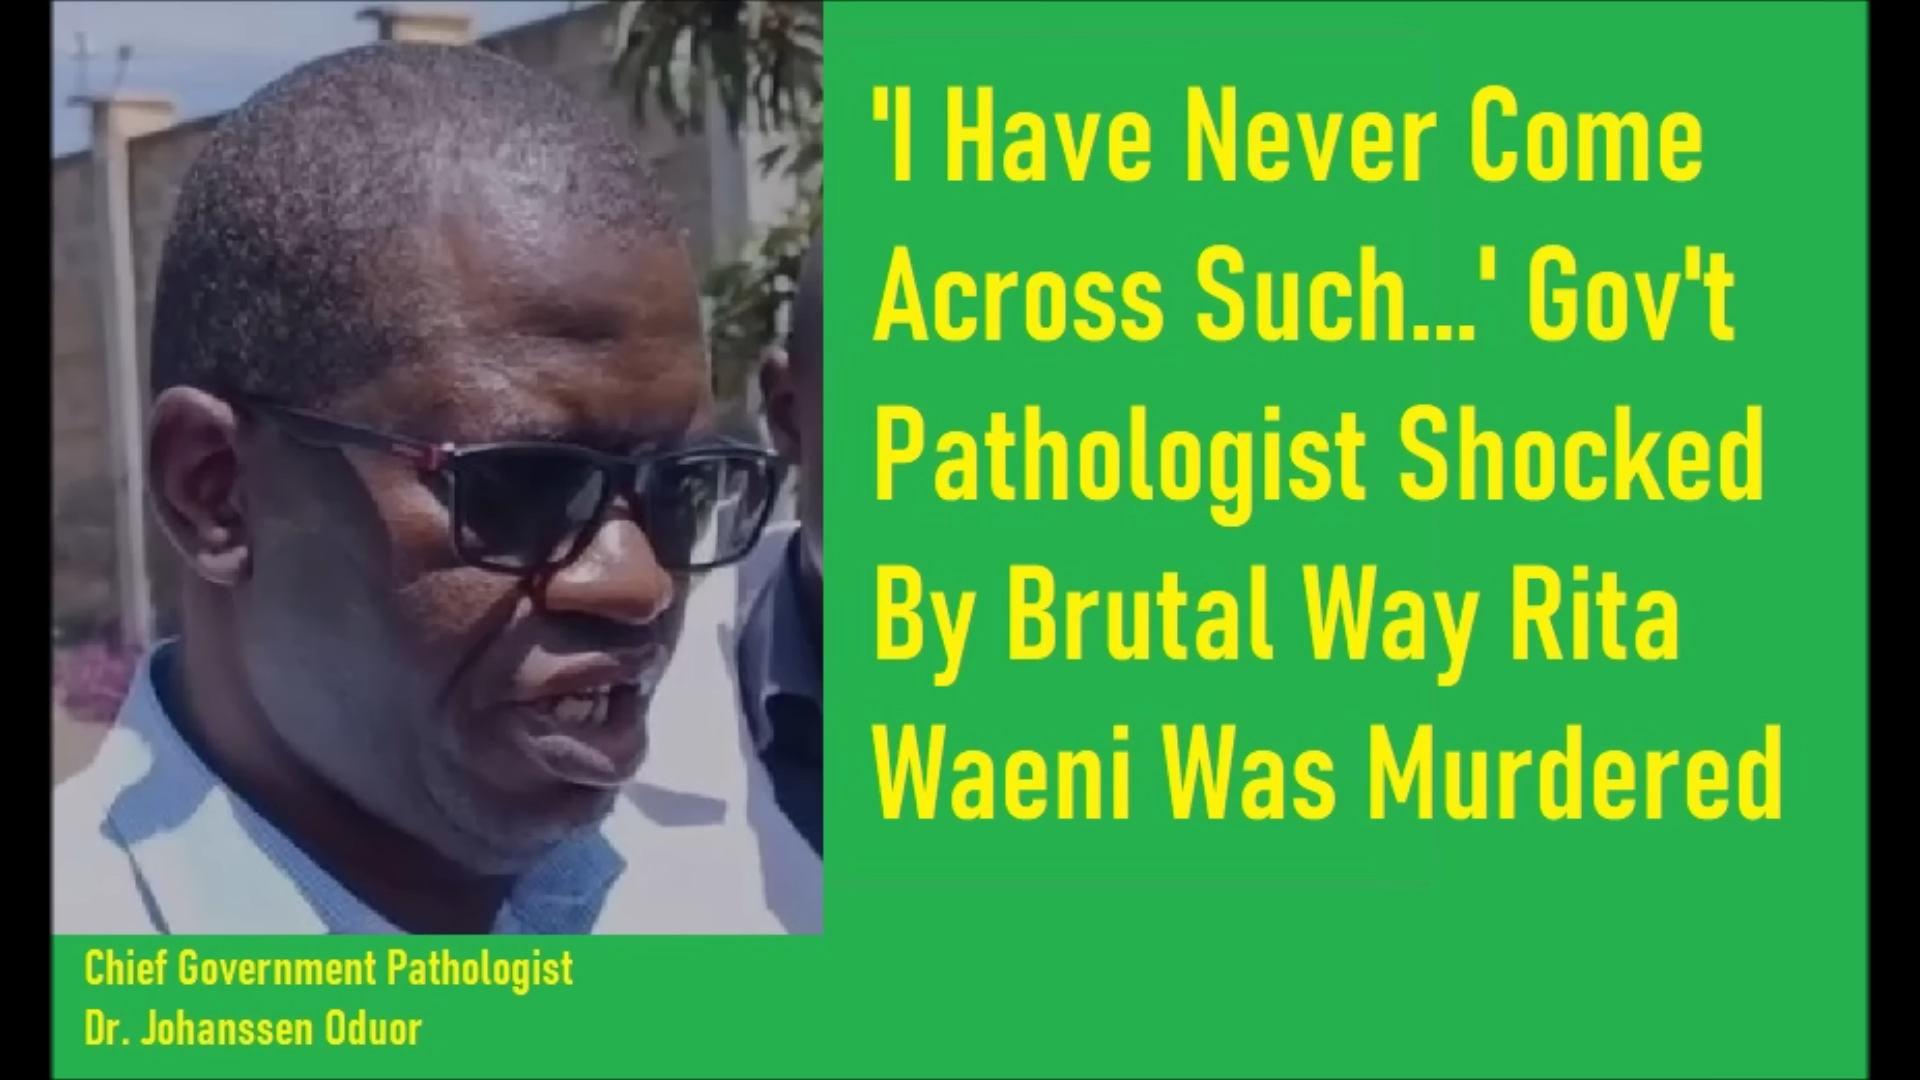 'I Have Never Come
Across Such...' Gov't
Pathologist Shocked
By Brutal Way Rita
Waeni Was Murdered
Chief Government Pathologist
Dr. Johanssen Oduor